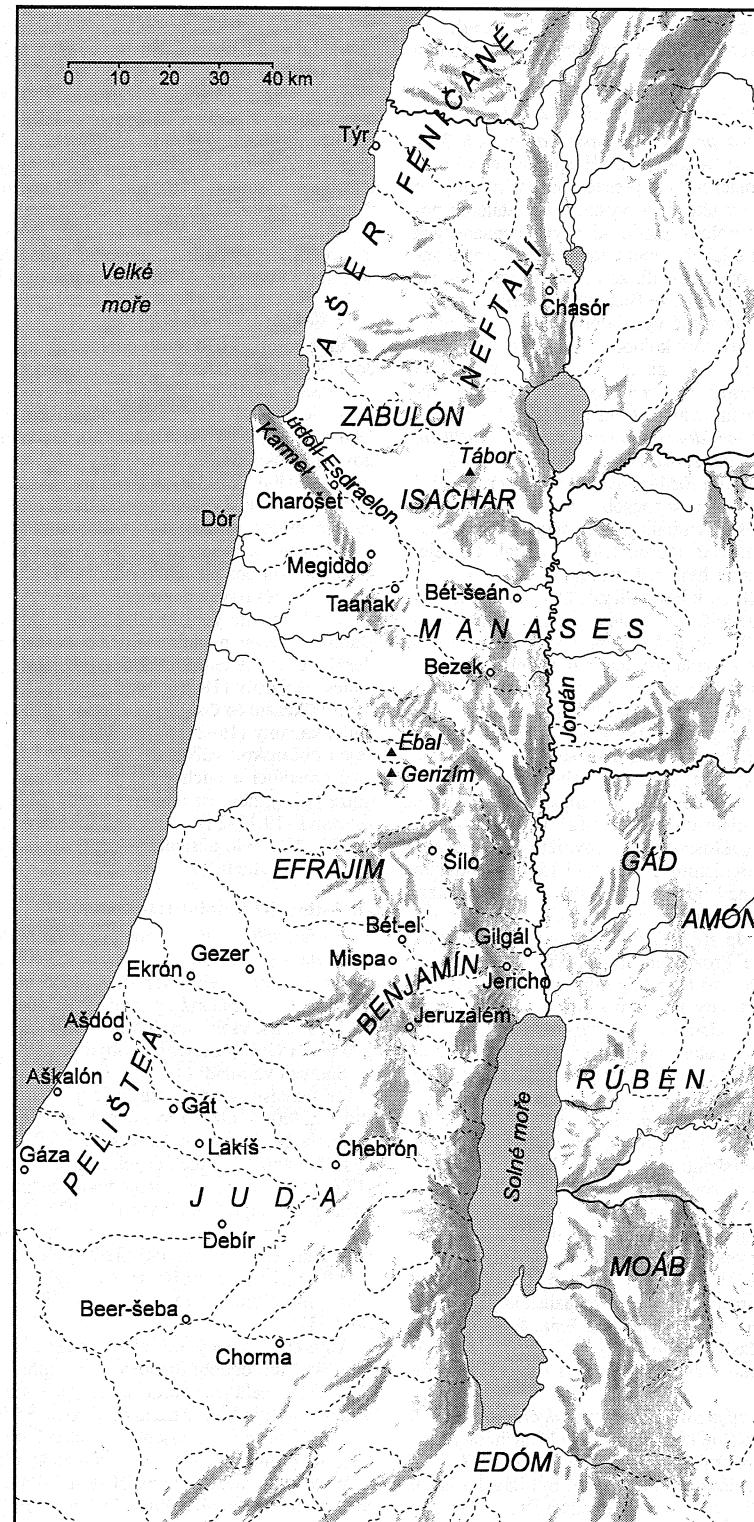 0 10 20 30 40 km
FÉNIČANÉ
Týr
AŠER
Velké
moře
NEFTALÍ
Chasór
ZABULÓN
údolí Esdraelon
Karmel
Tábor
Charóšet
ISACHAR
Dór
Megiddo
Taanak
Bét-šeán
MANASES
Bezek
Jordán
Ébal
Gerizím
EFRAJIM
Šílo
GÁD
AMÓN
Bét-el
Gilgál
Gezer
Mispa
Ekrón
BENJAMÍN
Jericho
Jeruzalém
Ašdód
Aškalón
RÚBEN
PELIŠTEA
Gát
Lakíš
Chebrón
Gáza
Solné moře
JUDA
Debír
MOÁB
Beer-šeba
Chorma
EDÓM